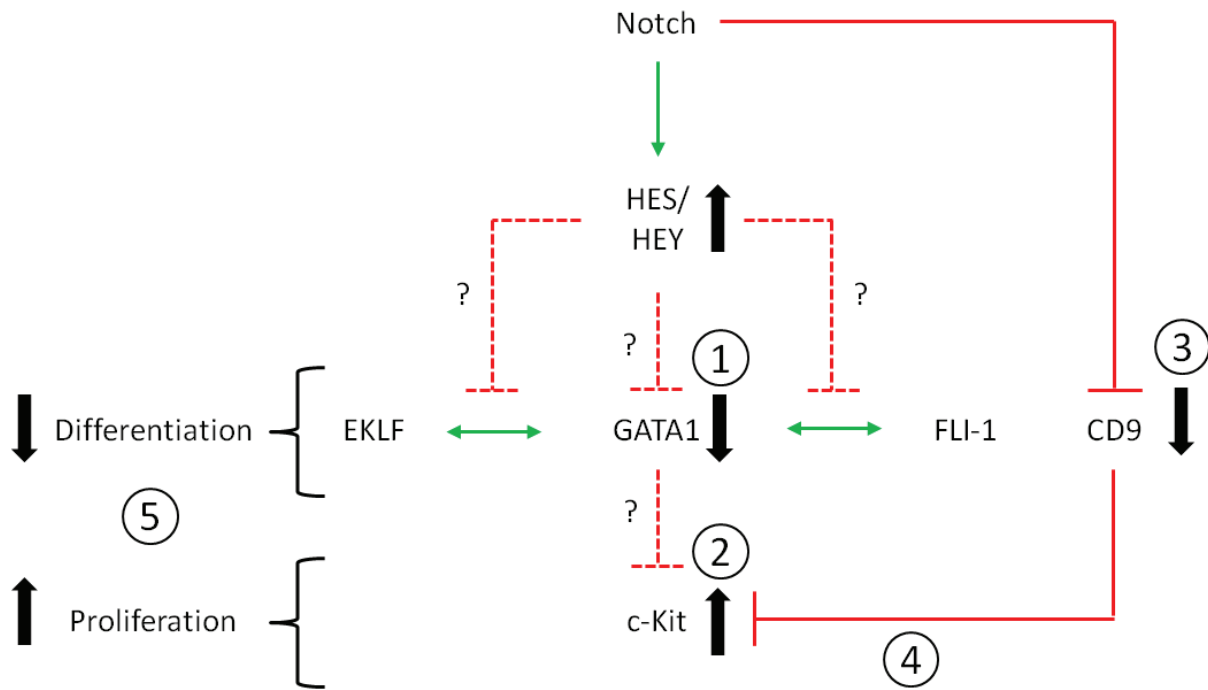 Notch
HES/
HEY
?
?
?
1
3
Differentiation
EKLF
GATA1
FLI-1
CD9
5
?
2
Proliferation
c-Kit
4